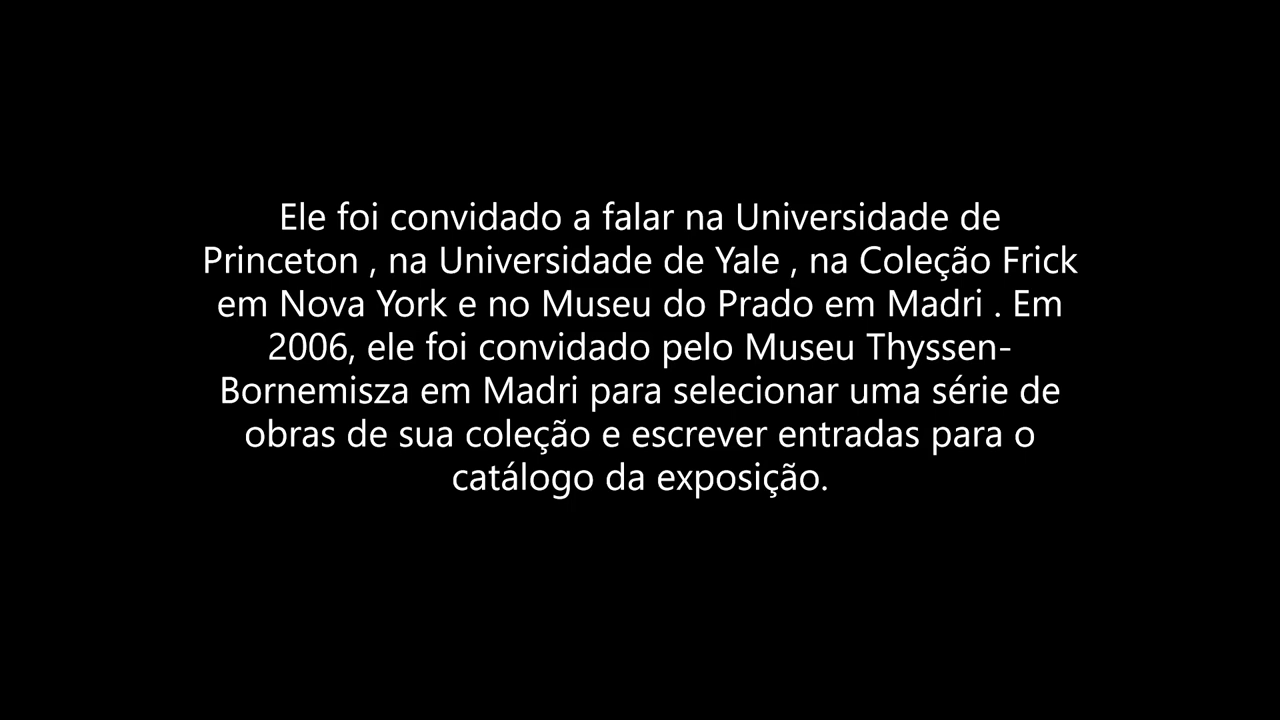 Ele foi convidado a falar na Universidade de
Princeton , na Universidade de Yale , na Coleção Frick
em Nova York e no Museu do Prado em Madri . Em
2006, ele foi convidado pelo Museu Thyssen-
Bornemisza em Madri para selecionar uma série de
obras de sua coleção e escrever entradas para o
catálogo da exposição.